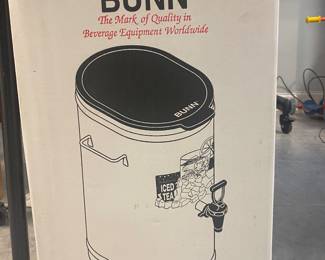 BUNN
The Mark of Quality in
Beverage Equipment Worldwide
BUNN
ICED
TEA